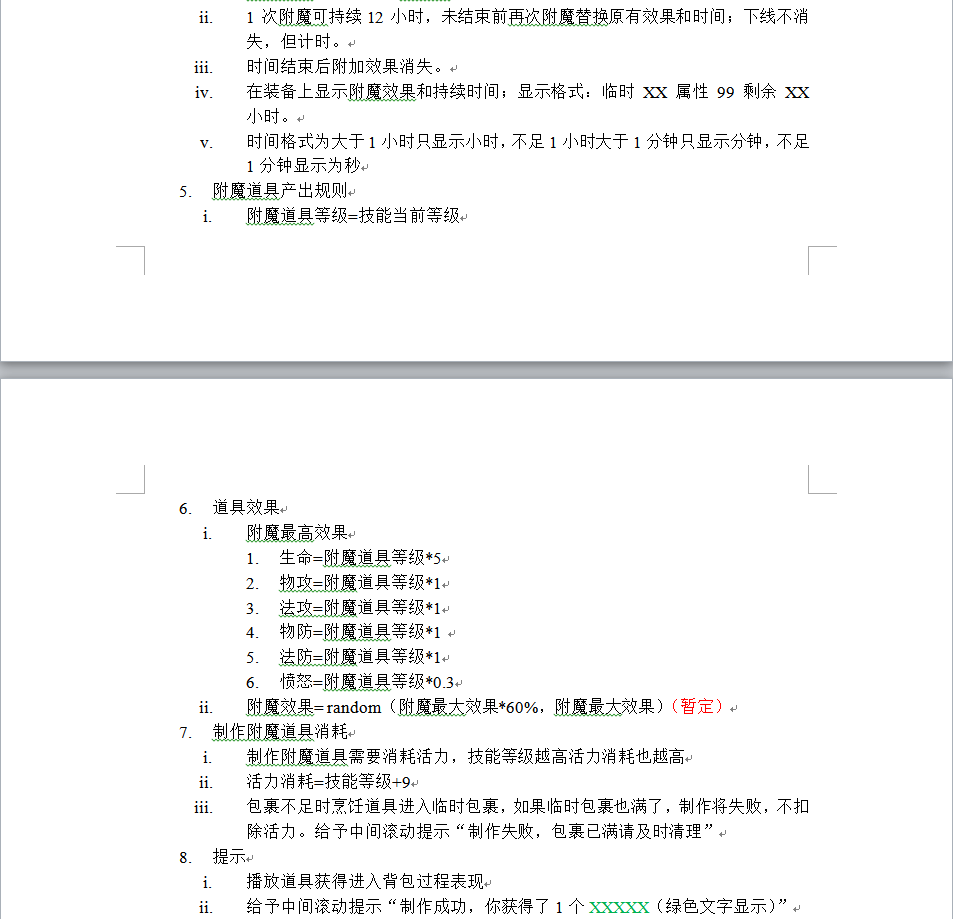 ii. 1 次附魔可持续 12 小时，未结束前再次附魔替换原有效果和时间；下线不消
失，但计时。
iii. 时间结束后附加效果消失。
iv. 在装备上显示附魔效果和持续时间；显示格式：临时 XX 属性 99 剩余 XX
小时。
v. 时间格式为大于 1 小时只显示小时，不足 1 小时大于 1 分钟只显示分钟，不足
1 分钟显示为秒
5. 附魔道具产出规则
i. 附魔道具等级=技能当前等级
6. 道具效果
i. 附魔最高效果
1. 生命=附魔道具等级*5
2. 物攻=附魔道具等级*1
3. 法攻=附魔道具等级*1
4. 物防=附魔道具等级*1
5. 法防=附魔道具等级*1
6. 愤怒=附魔道具等级*0.3
ii. 附魔效果= random（附魔最大效果*60%，附魔最大效果）（暂定）
7. 制作附魔道具消耗
i. 制作附魔道具需要消耗活力，技能等级越高活力消耗也越高
ii. 活力消耗=技能等级+9
iii. 包裹不足时烹饪道具进入临时包裹，如果临时包裹也满了，制作将失败，不扣
除活力。给予中间滚动提示“制作失败，包裹已满请及时清理”
8. 提示
i. 播放道具获得进入背包过程表现
ii. 给予中间滚动提示“制作成功，你获得了 1 个 XXXXX（绿色文字显示）”